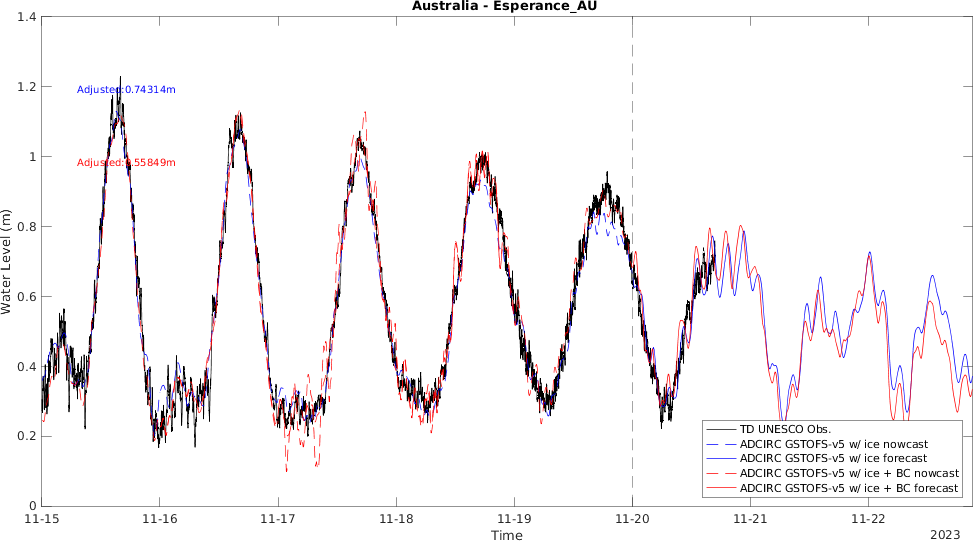 Australia - Esperance_AU
1.4
1.2
1
0.8
0.6
0.4
0.2
0
Water Level (m)
Adjusted:0.74314m
Adjusted:0.55849m
TD UNESCO Obs.
ADCIRC GSTOFS-v5 w/ ice nowcast
ADCIRC GSTOFS-v5 w/ ice forecast
ADCIRC GSTOFS-v5 w/ ice + BC nowcast
ADCIRC GSTOFS-v5 w/ ice + BC forecast
11-15 11-16 11-17 11-18 11-19 11-20 11-21 11-22
Time
2023